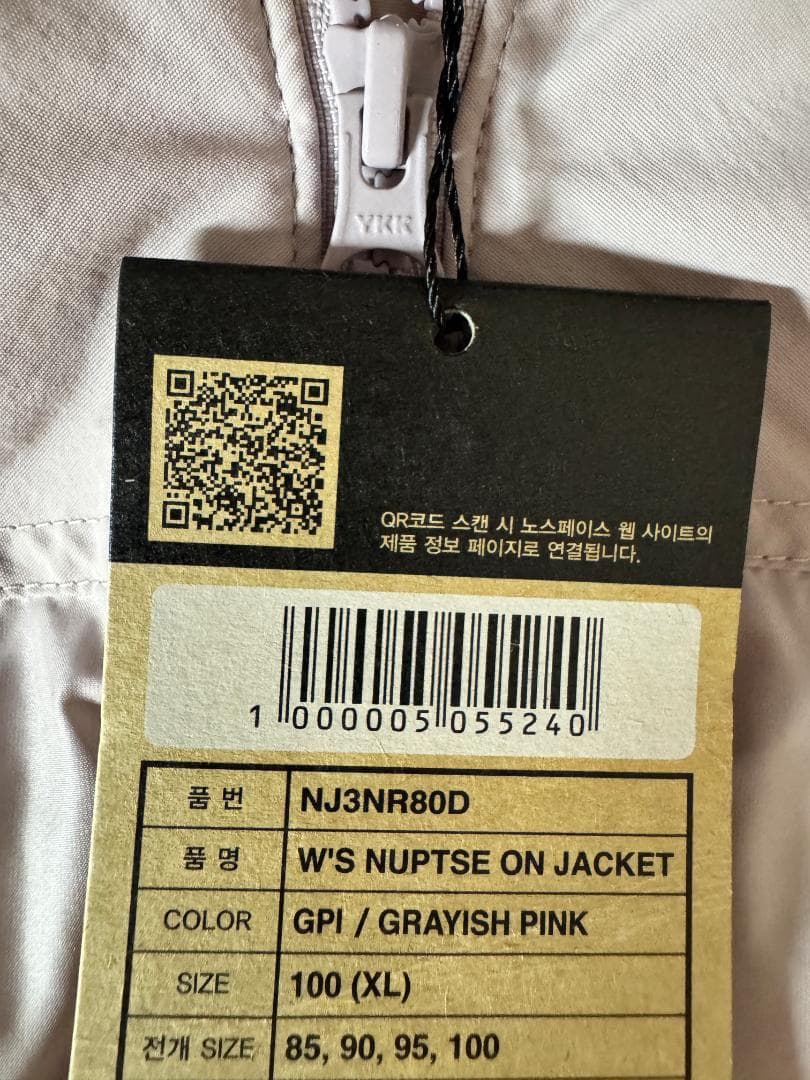 YKK
QR코드 스캔 시 노스페이스 웹 사이트의
제품 정보 페이지로 연결됩니다.
1 000005 055240
품 번 NJ3NR80D
품 명 W'S NUPTSE ON JACKET
COLOR GPI / GRAYISH PINK
SIZE 100 (XL)
전개 SIZE 85, 90, 95, 100